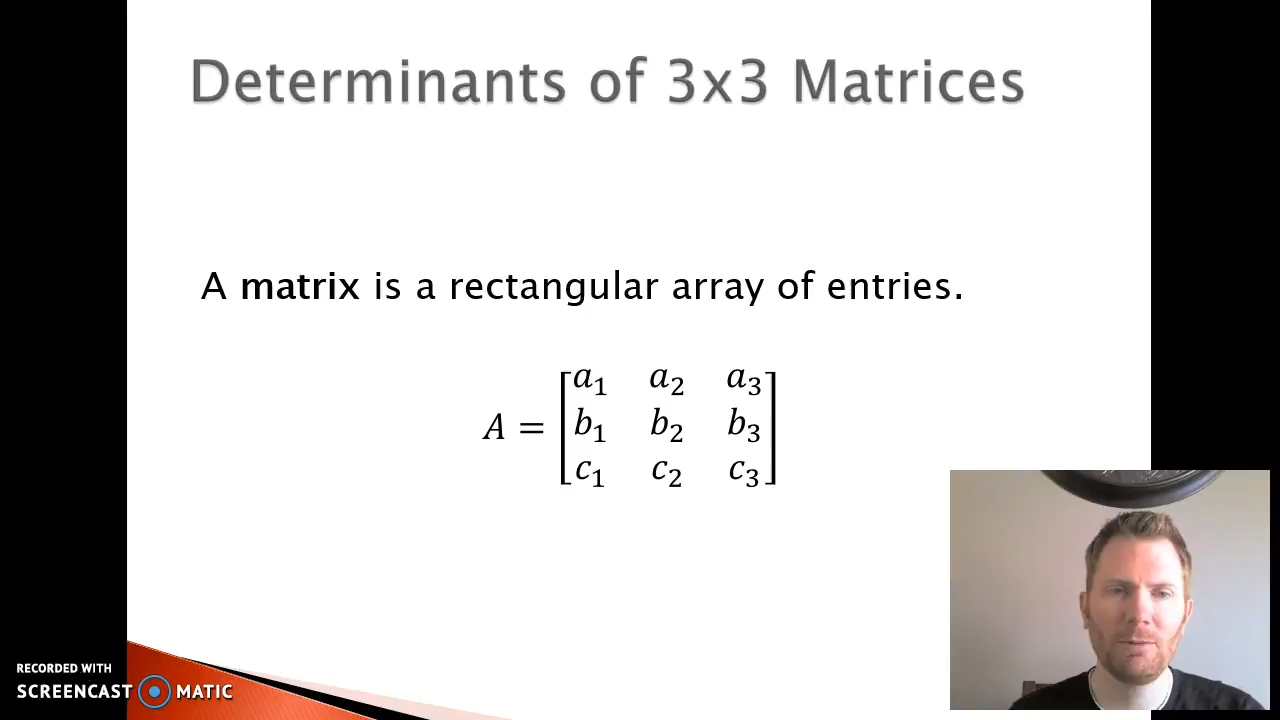 Determinants of 3x3 Matrices
A matrix is a rectangular array of entries.
a₁ a₂ a₃
A = b₁ b₂ b₃
c₁ c₂ c₃
RECORDED WITH
SCREENCAST MATIC